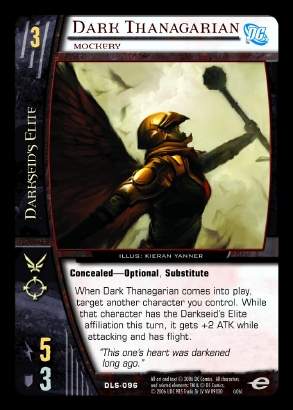 3
DARK THANAGARIAN
MOCKERY
DC
DARKSEID'S ELITE
ILLUS: KIERAN YANNER
Concealed—Optional, Substitute
When Dark Thanagarian comes into play,
target another character you control. While
that character has the Darkseid's Elite
affiliation this turn, it gets +2 ATK while
attacking and has flight.
"This one's heart was darkened
long ago."
5
3
DLS-096